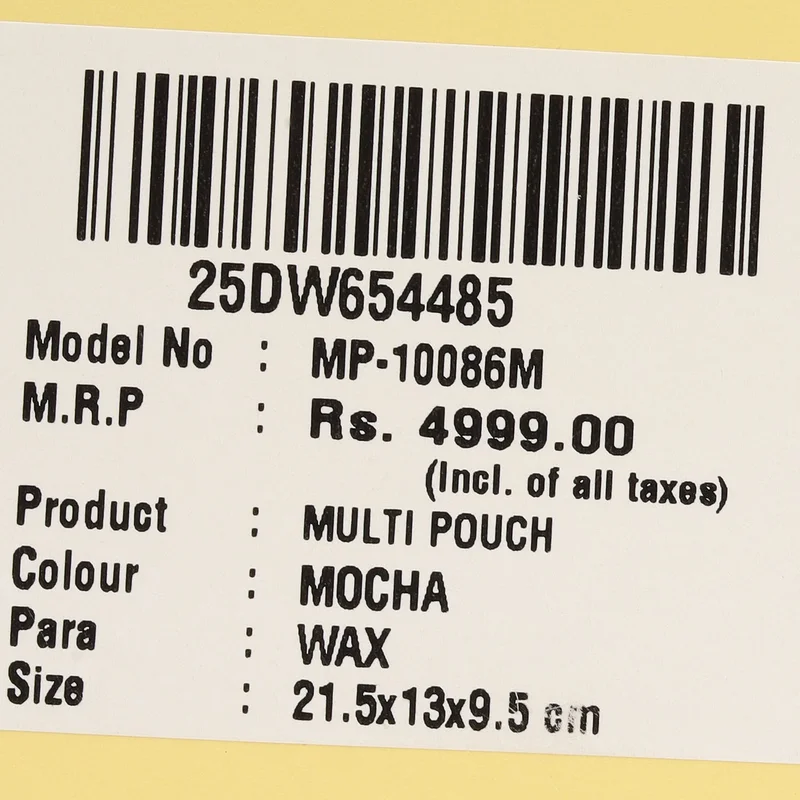 25DW654485
Model No : MP-10086M
M.R.P : Rs. 4999.00
(Incl. of all taxes)
Product : MULTI POUCH
Colour : MOCHA
Para : WAX
Size : 21.5x13x9.5 cm